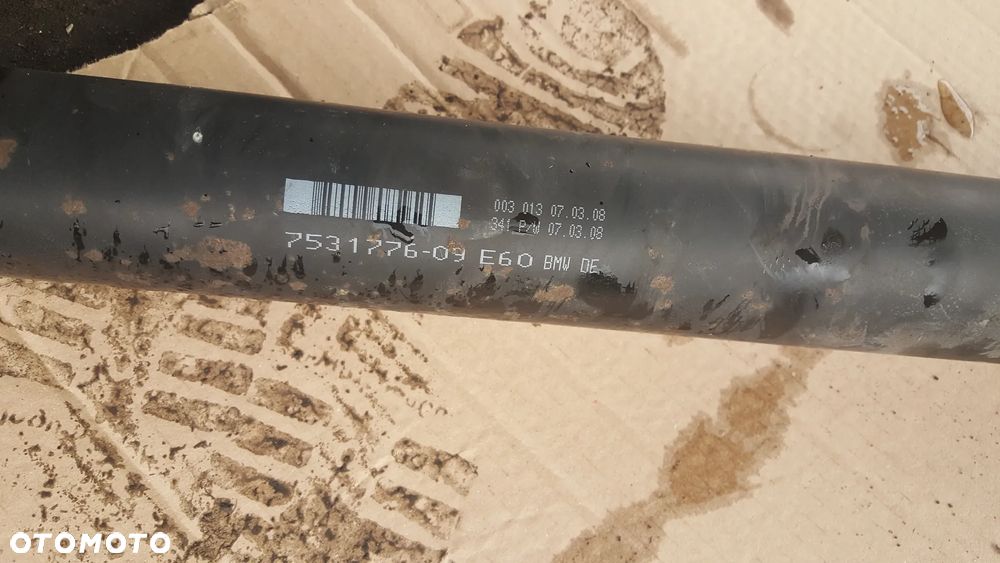 003 013 07.03.08
341 P/W 07.03.08
7531776-09 E60 BMW DE
OTOMOTO